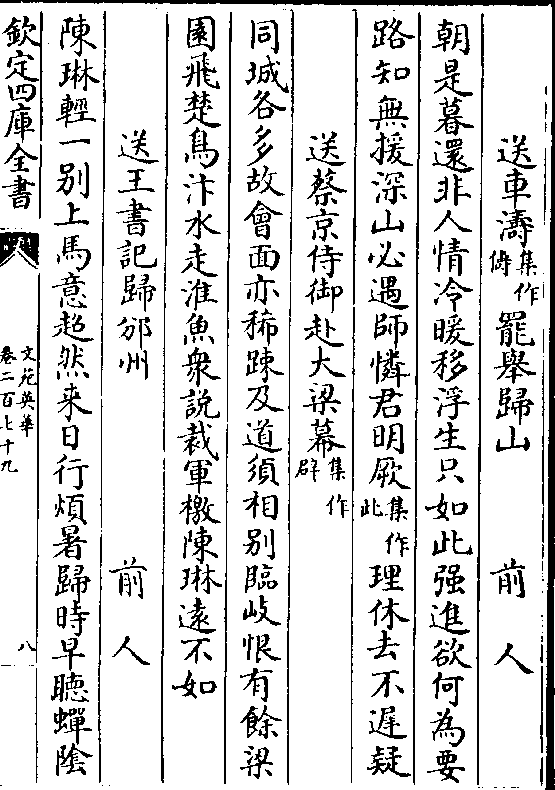 送車濤集作儔罷舉歸山　前人
朝是暮還非人情冷暖移浮生只如此强進欲何為要
路知無援深山必遇師憐君明厥集作此理休去不遲疑
送蔡京侍御赴大梁幕集作辟
同城各多故會面亦稀踈及道須相别臨岐恨有餘梁
園飛楚鳥汴水走淮魚衆說裁軍檄陳琳遠不如
送王書記歸邠州　前人
陳琳輕一别上馬意超然来日行煩暑歸時早聴蟬隂
欽定四庫全書
文苑英華
卷二百七十九
八